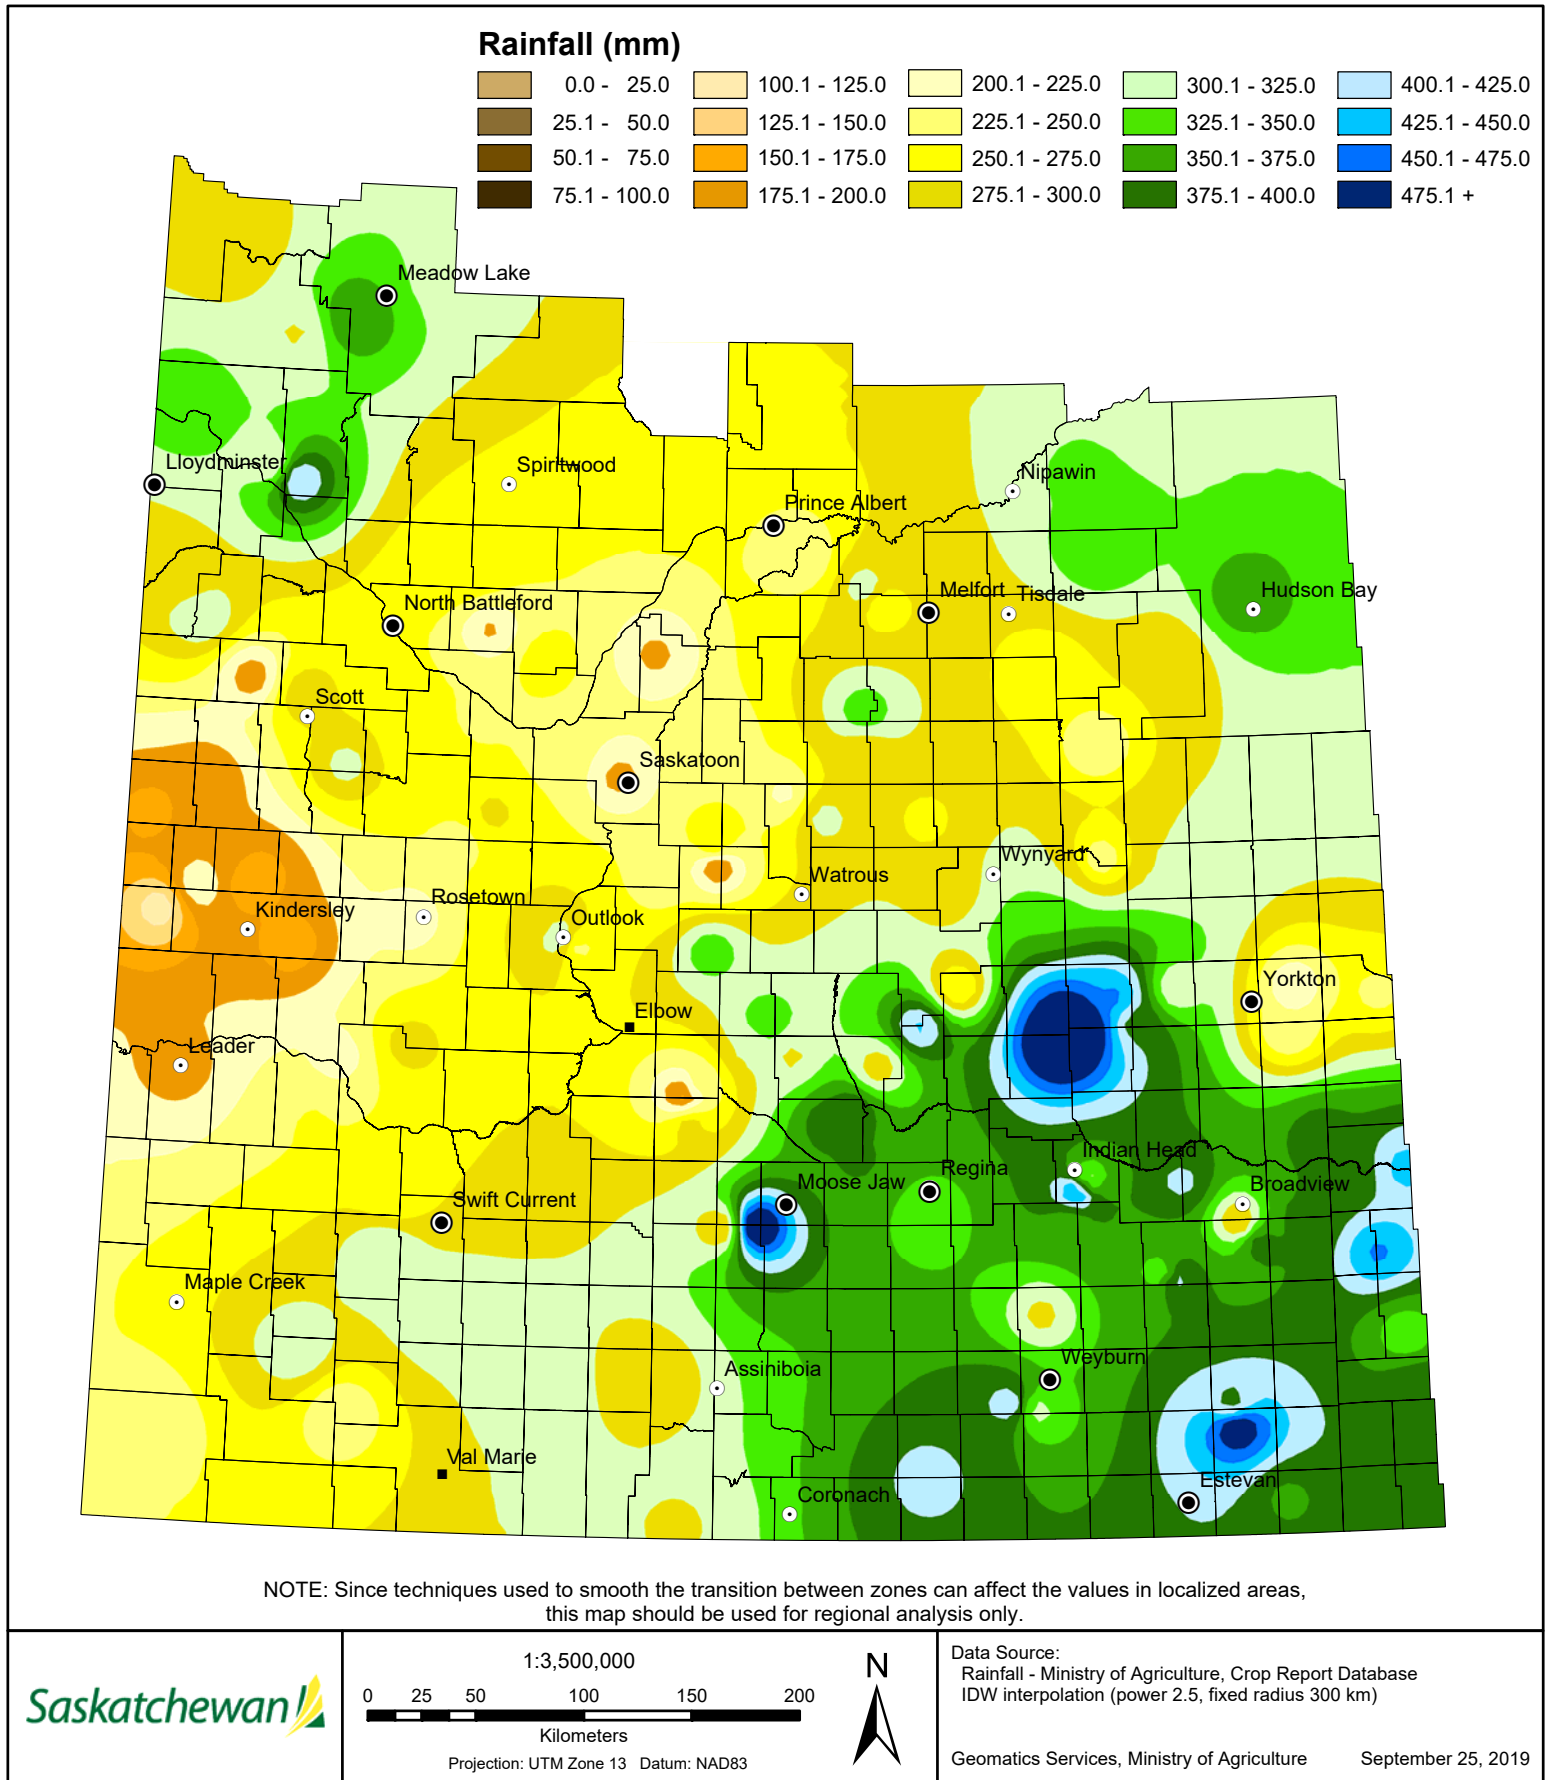 Rainfall (mm)
0.0 - 25.0
100.1 - 125.0
200.1 - 225.0
300.1 - 325.0
400.1 - 425.0
25.1 - 50.0
125.1 - 150.0
225.1 - 250.0
325.1 - 350.0
425.1 - 450.0
50.1 - 75.0
150.1 - 175.0
250.1 - 275.0
350.1 - 375.0
450.1 - 475.0
75.1 - 100.0
175.1 - 200.0
275.1 - 300.0
375.1 - 400.0
475.1 +
Meadow Lake
Lloydminster
Spiritwood
Nipawin
Prince Albert
North Battleford
Melfort
Tisdale
Hudson Bay
Scott
Saskatoon
Wynyard
Watrous
Kindersley
Rosetown
Outlook
Yorkton
Elbow
Leader
Indian Head
Regina
Moose Jaw
Broadview
Swift Current
Maple Creek
Weyburn
Assiniboia
Val Marie
Estevan
Coronach
NOTE: Since techniques used to smooth the transition between zones can affect the values in localized areas,
this map should be used for regional analysis only.
Saskatchewan
1:3,500,000
0 25 50 100 150 200
Kilometers
Projection: UTM Zone 13 Datum: NAD83
N
Data Source:
Rainfall - Ministry of Agriculture, Crop Report Database
IDW interpolation (power 2.5, fixed radius 300 km)
Geomatics Services, Ministry of Agriculture
September 25, 2019